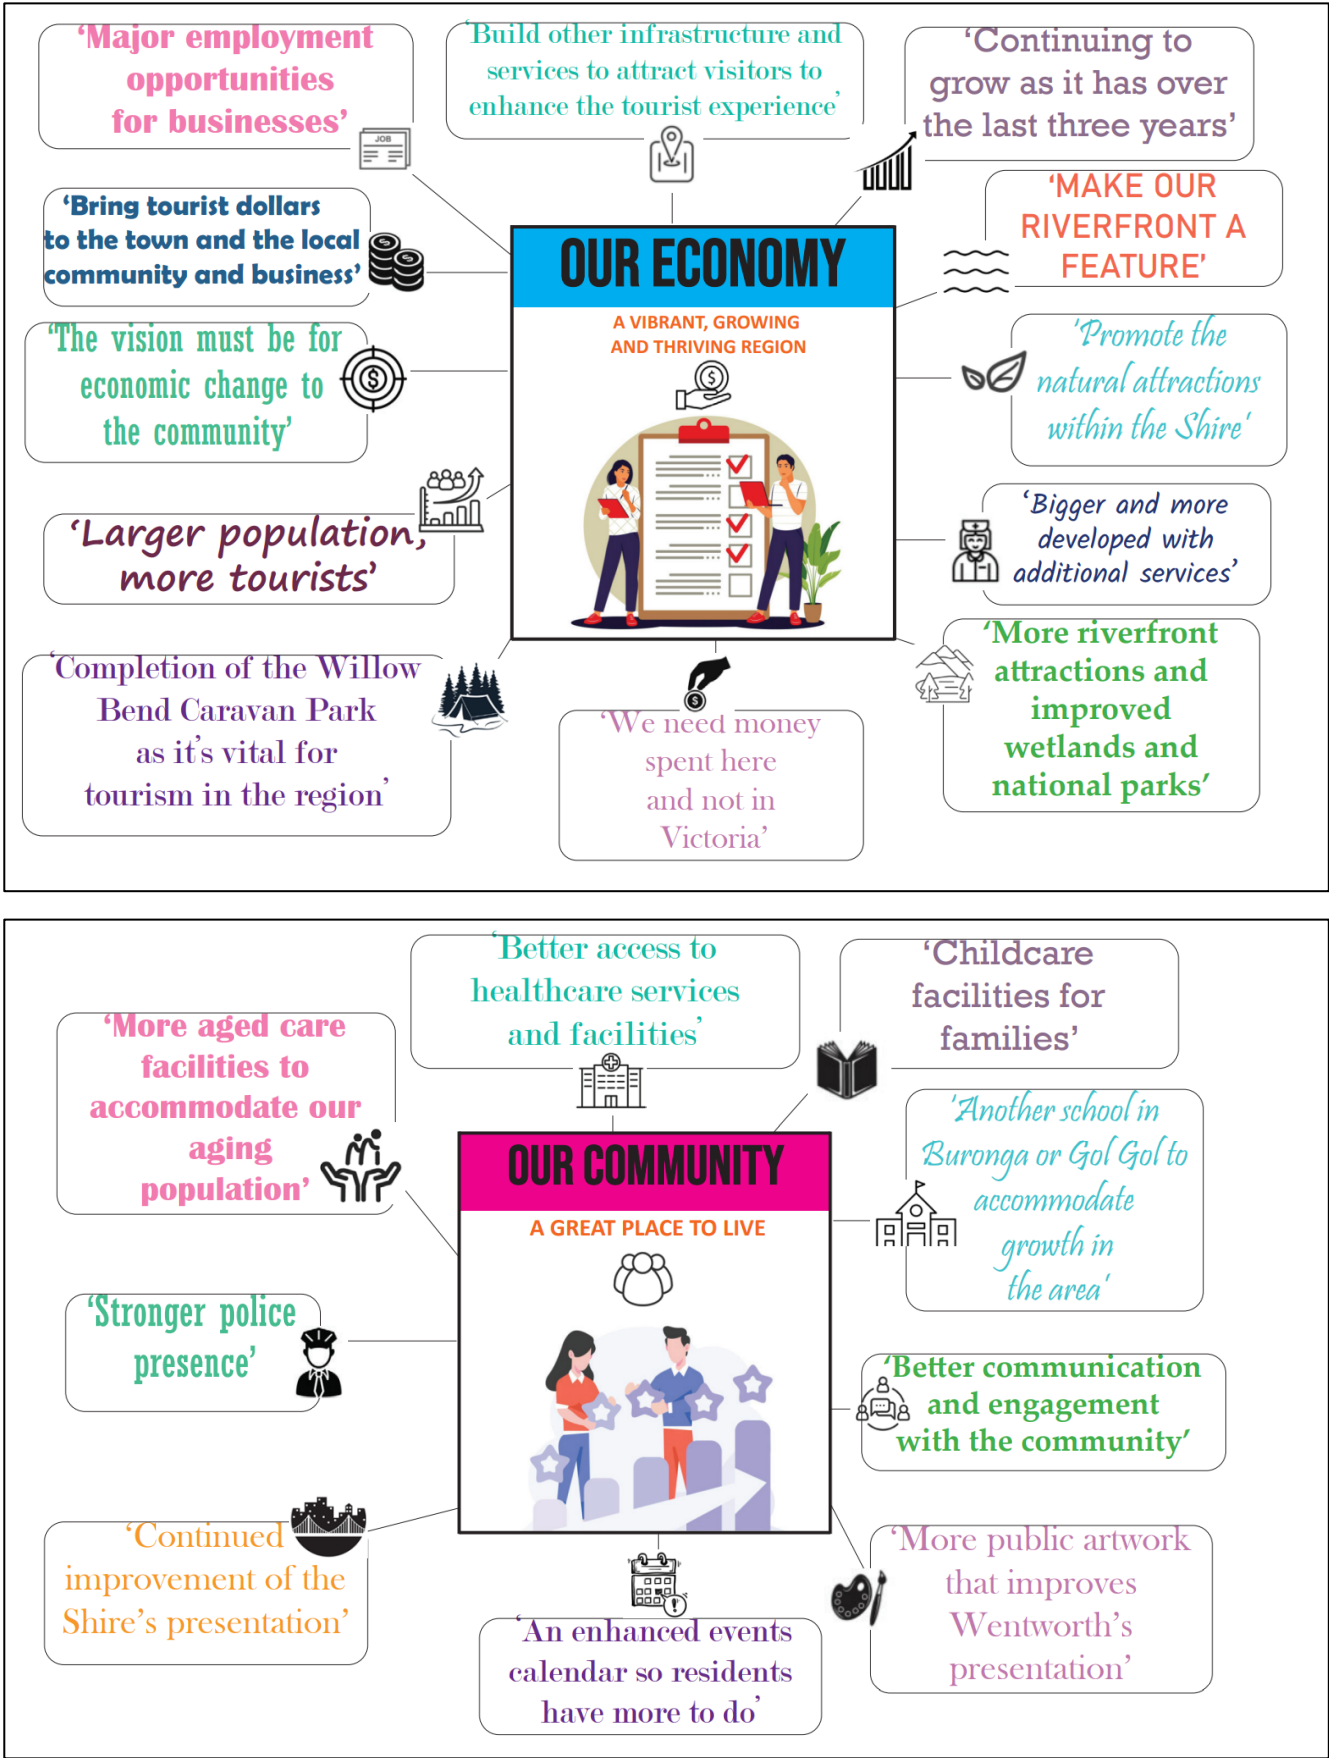 ‘Major employment
opportunities
for businesses’
JOB
‘Build other infrastructure and
services to attract visitors to
enhance the tourist experience’
‘Continuing to
grow as it has over
the last three years’
‘Bring tourist dollars
to the town and the local
community and business’
‘MAKE OUR
RIVERFRONT A
FEATURE’
OUR ECONOMY
A VIBRANT, GROWING
AND THRIVING REGION
‘The vision must be for
economic change to
the community’
‘Promote the
natural attractions
within the Shire’
‘Larger population,
more tourists’
‘Bigger and more
developed with
additional services’
‘Completion of the Willow
Bend Caravan Park
as it’s vital for
tourism in the region’
‘We need money
spent here
and not in
Victoria’
‘More riverfront
attractions and
improved
wetlands and
national parks’
‘Better access to
healthcare services
and facilities’
‘Childcare
facilities for
families’
‘More aged care
facilities to
accommodate our
aging
population’
OUR COMMUNITY
A GREAT PLACE TO LIVE
‘Another school in
Buronga or Gol Gol to
accommodate
growth in
the area’
‘Stronger police
presence’
‘Better communication
and engagement
with the community’
‘Continued
improvement of the
Shire’s presentation’
‘An enhanced events
calendar so residents
have more to do’
‘More public artwork
that improves
Wentworth’s
presentation’